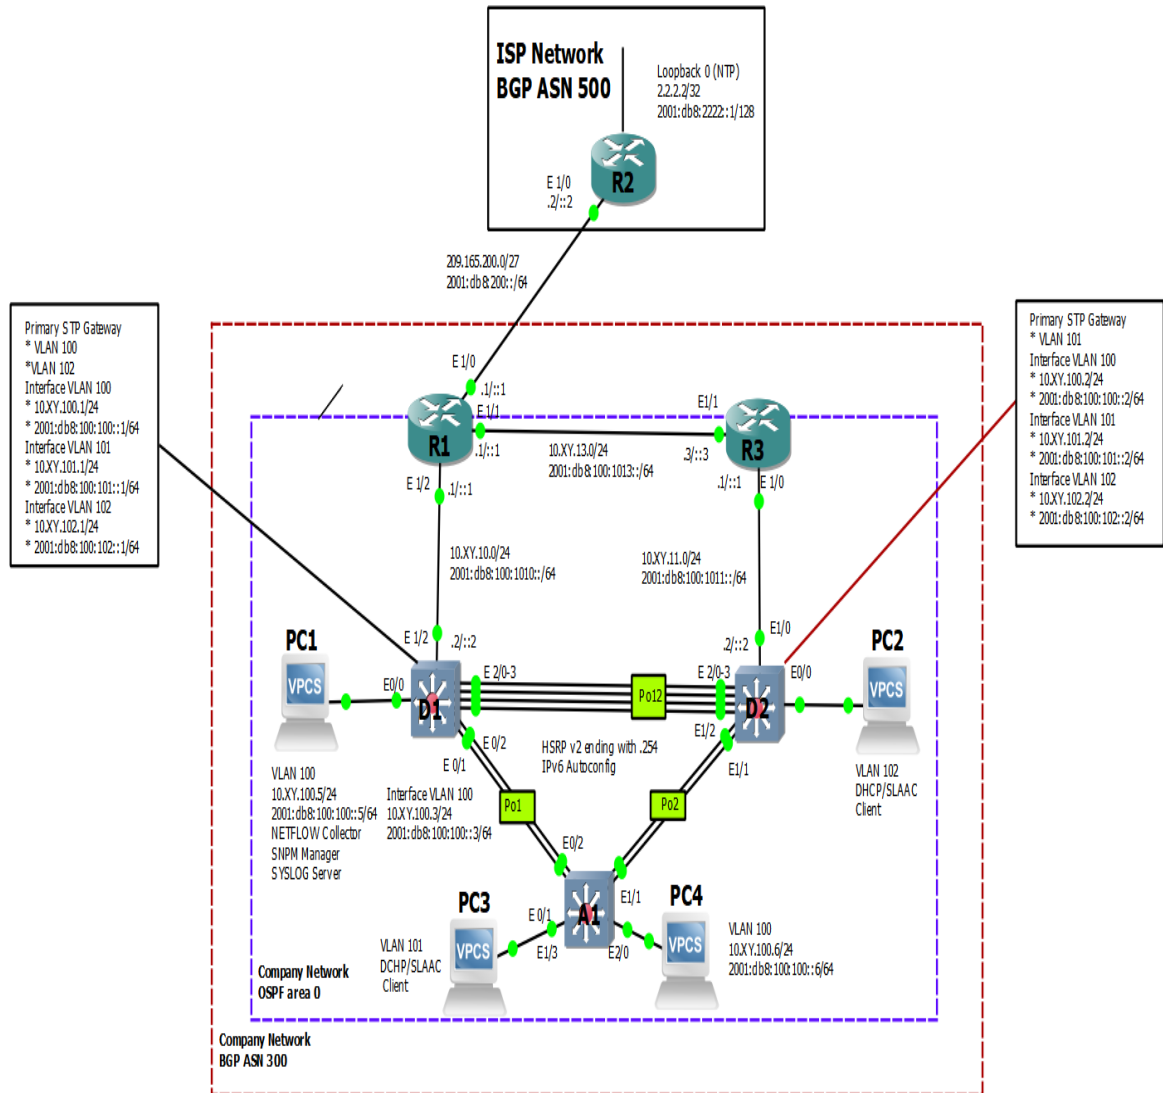 ISP Network
BGP ASN 500
Loopback 0 (NTP)
2.2.2.2/32
2001:db8:2222::1/128
R2
E 1/0
.2/::2
209.165.200.0/27
2001:db8:200::/64
Primary STP Gateway
* VLAN 100
*VLAN 102
Interface VLAN 100
* 10.XY.100.1/24
* 2001:db8:100:100::1/64
Interface VLAN 101
* 10.XY.101.1/24
* 2001:db8:100:101::1/64
Interface VLAN 102
* 10.XY.102.1/24
* 2001:db8:100:102::1/64
Primary STP Gateway
* VLAN 101
Interface VLAN 100
* 10.XY.100.2/24
* 2001:db8:100:100::2/64
Interface VLAN 101
* 10.XY.101.2/24
* 2001:db8:100:101::2/64
Interface VLAN 102
* 10.XY.102.2/24
* 2001:db8:100:102::2/64
E 1/0
.1/::1
E 1/1
R1
.1/::1
E 1/2
.1/::1
10.XY.13.0/24
2001:db8:100:1013::/64
E1/1
R3
.3/::3
.1/::1
E 1/0
10.XY.10.0/24
2001:db8:100:1010::/64
10.XY.11.0/24
2001:db8:100:1011::/64
E 1/2
.2/::2
E1/0
.2/::2
PC1
VPCS
E0/0
D1
E 2/0-3
Po12
E 2/0-3
D2
E0/0
PC2
VPCS
E 0/2
E 0/1
HSRP v2 ending with .254
IPv6 Autoconfig
E1/2
E1/1
VLAN 100
10.XY.100.5/24
2001:db8:100:100::5/64
NETFLOW Collector
SNPM Manager
SYSLOG Server
Interface VLAN 100
10.XY.100.3/24
2001:db8:100:100::3/64
Po1
Po2
VLAN 102
DHCP/SLAAC
Client
E0/2
E 0/1
A1
E1/1
E1/3
E2/0
PC3
VPCS
VLAN 101
DCHP/SLAAC
Client
PC4
VPCS
VLAN 100
10.XY.100.6/24
2001:db8:100:100::6/64
Company Network
OSPF area 0
Company Network
BGP ASN 300